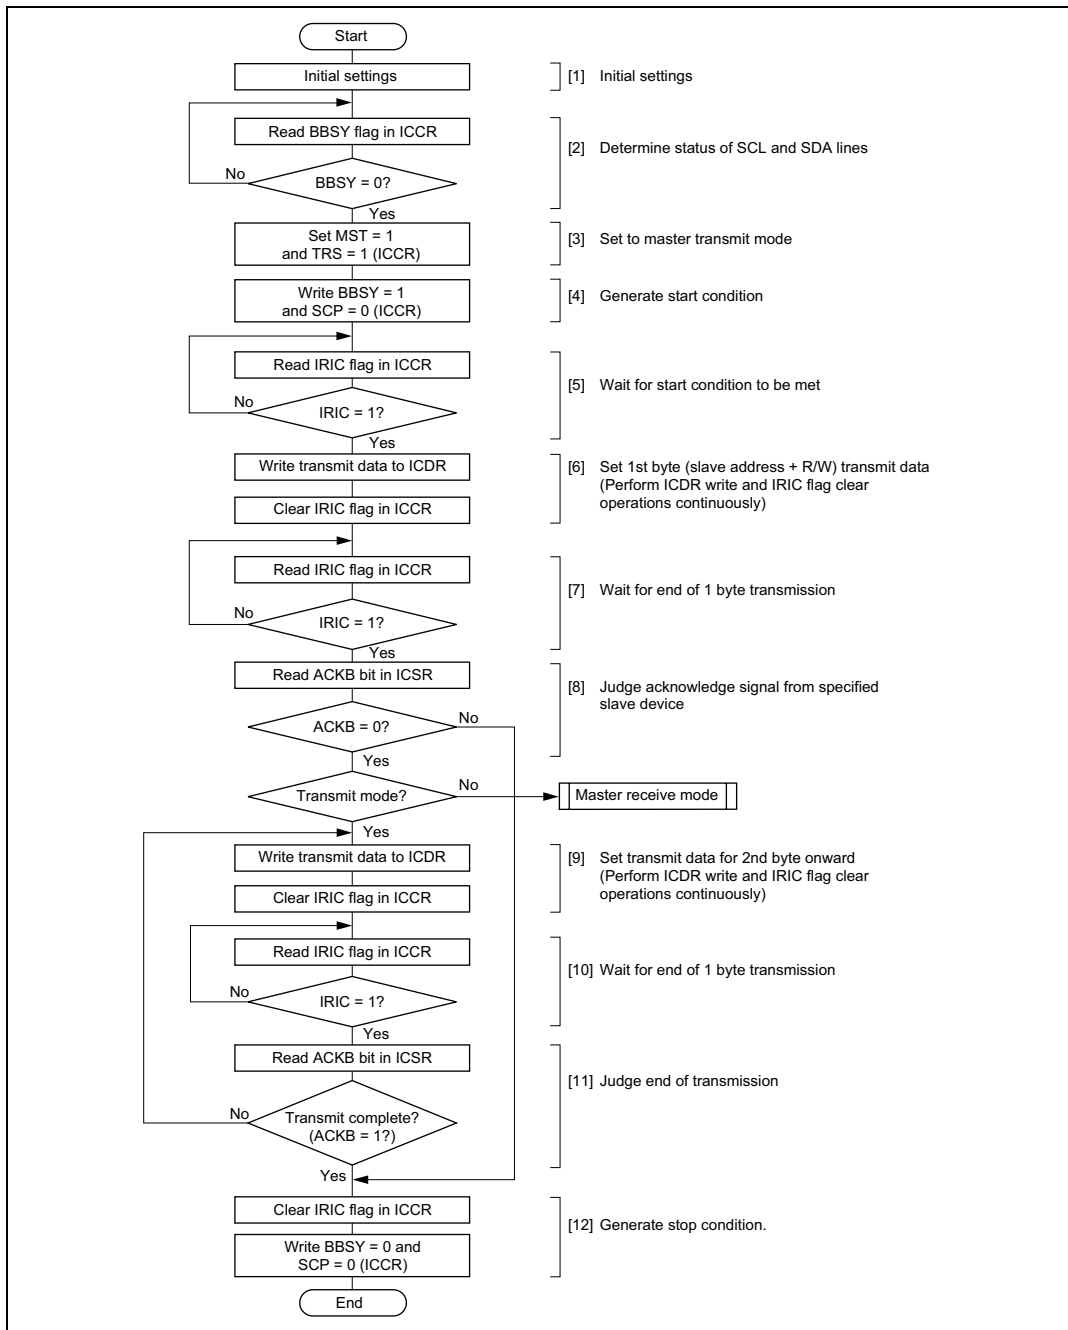 Start
Initial settings
[1] Initial settings
Read BBSY flag in ICCR
[2] Determine status of SCL and SDA lines
No
BBSY = 0?
Yes
Set MST = 1
and TRS = 1 (ICCR)
[3] Set to master transmit mode
Write BBSY = 1
and SCP = 0 (ICCR)
[4] Generate start condition
Read IRIC flag in ICCR
[5] Wait for start condition to be met
No
IRIC = 1?
Yes
Write transmit data to ICDR
[6] Set 1st byte (slave address + R/W) transmit data
(Perform ICDR write and IRIC flag clear
operations continuously)
Clear IRIC flag in ICCR
Read IRIC flag in ICCR
[7] Wait for end of 1 byte transmission
No
IRIC = 1?
Yes
Read ACKB bit in ICSR
[8] Judge acknowledge signal from specified
slave device
ACKB = 0?
No
Yes
Transmit mode?
No
Master receive mode
Yes
Write transmit data to ICDR
[9] Set transmit data for 2nd byte onward
(Perform ICDR write and IRIC flag clear
operations continuously)
Clear IRIC flag in ICCR
Read IRIC flag in ICCR
[10] Wait for end of 1 byte transmission
No
IRIC = 1?
Yes
Read ACKB bit in ICSR
[11] Judge end of transmission
No
Transmit complete?
(ACKB = 1?)
Yes
Clear IRIC flag in ICCR
[12] Generate stop condition.
Write BBSY = 0 and
SCP = 0 (ICCR)
End